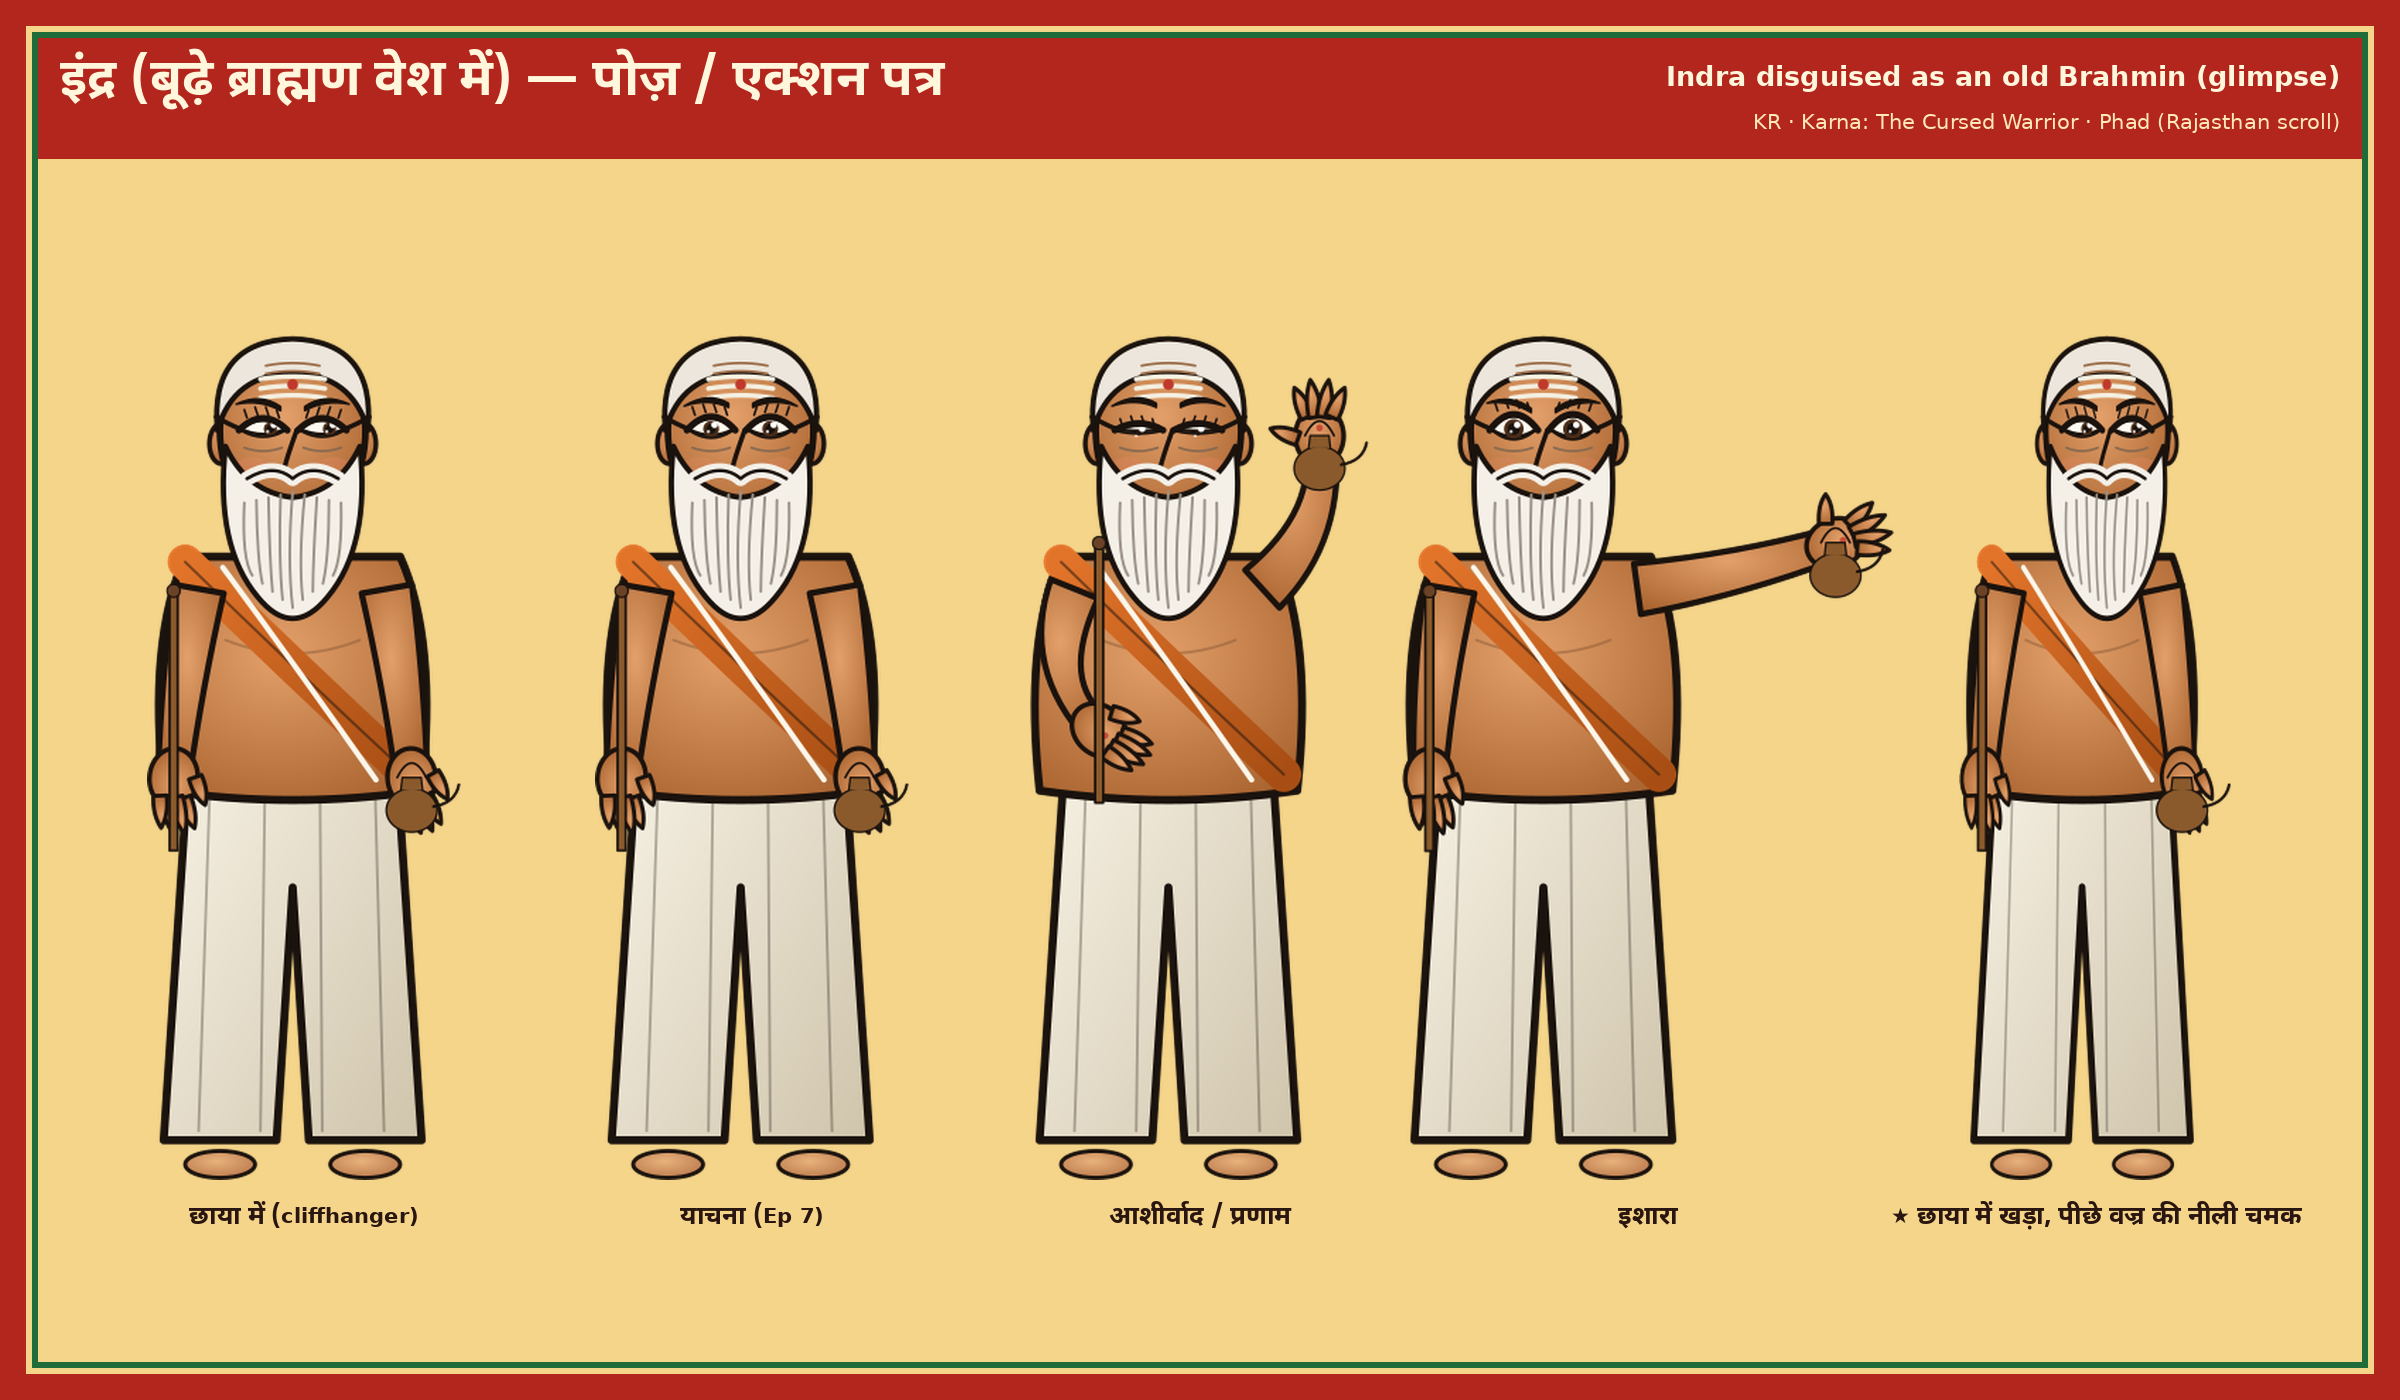 इंद्र (बूढ़े ब्राह्मण वेश में) — पोज़ / एक्शन पत्र
Indra disguised as an old Brahmin (glimpse)
KR · Karna: The Cursed Warrior · Phad (Rajasthan scroll)
छाया में (cliffhanger)
याचना (Ep 7)
आशीर्वाद / प्रणाम
इशारा
★ छाया में खड़ा, पीछे वज्र की नीली चमक